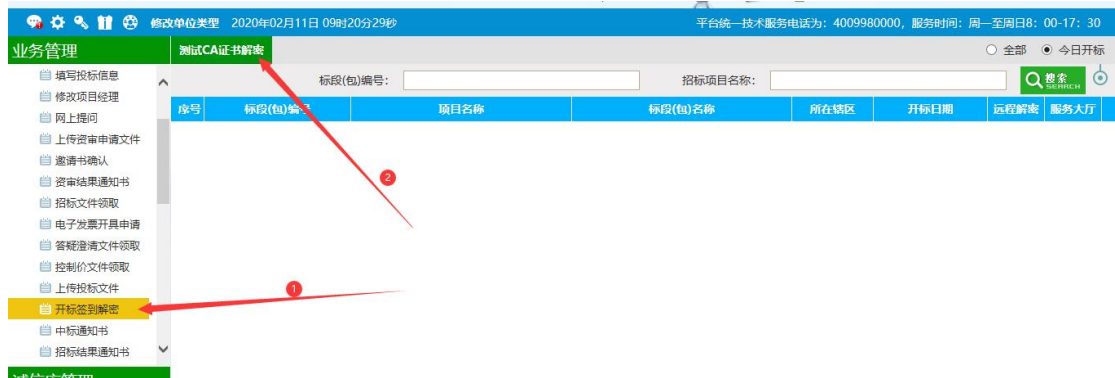 修改单位类型 2020年02月11日 09时20分29秒 平台统一技术服务电话为：4009980000，服务时间：周一至周日8：00-17：30
业务管理 测试CA证书解密 全部 今日开标
填写投标信息
标段(包)编号： 招标项目名称： 搜索 SEARCH
修改项目经理
序号 标段(包)编号 项目名称 标段(包)名称 所在辖区 开标日期 远程解密 服务大厅
网上提问
上传资审申请文件
邀请书确认
资审结果通知书
2
招标文件领取
电子发票开具申请
答疑澄清文件领取
控制价文件领取
上传投标文件
1
开标签到解密
中标通知书
招标结果通知书